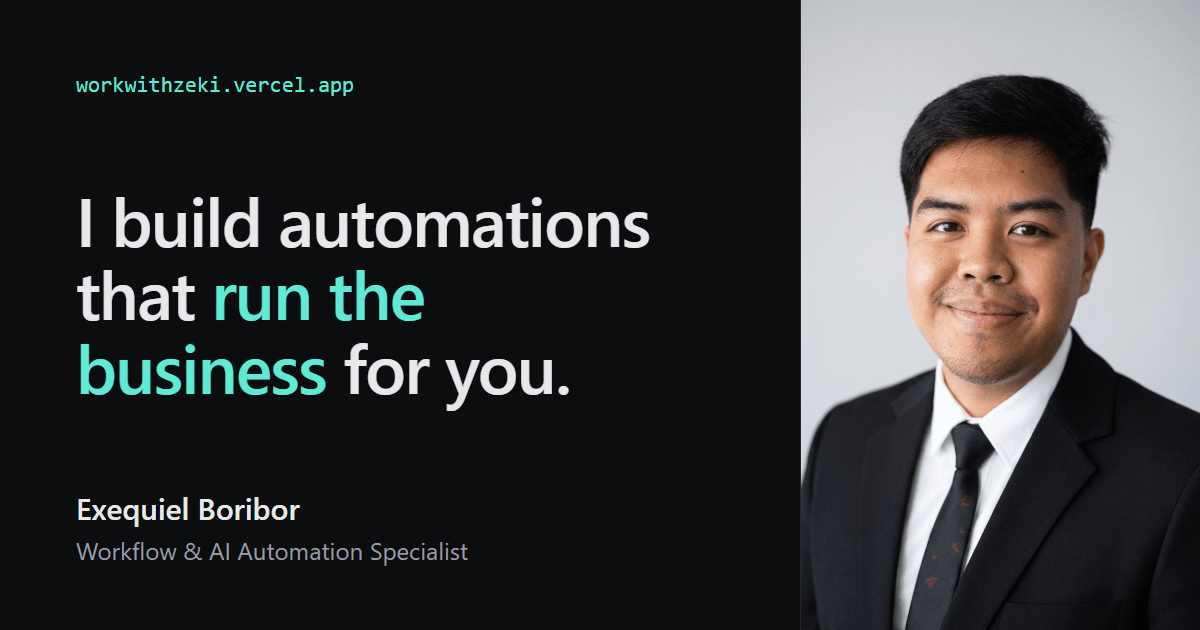 workwithzeki.vercel.app
I build automations
that run the
business for you.
Exequiel Boribor
Workflow & AI Automation Specialist